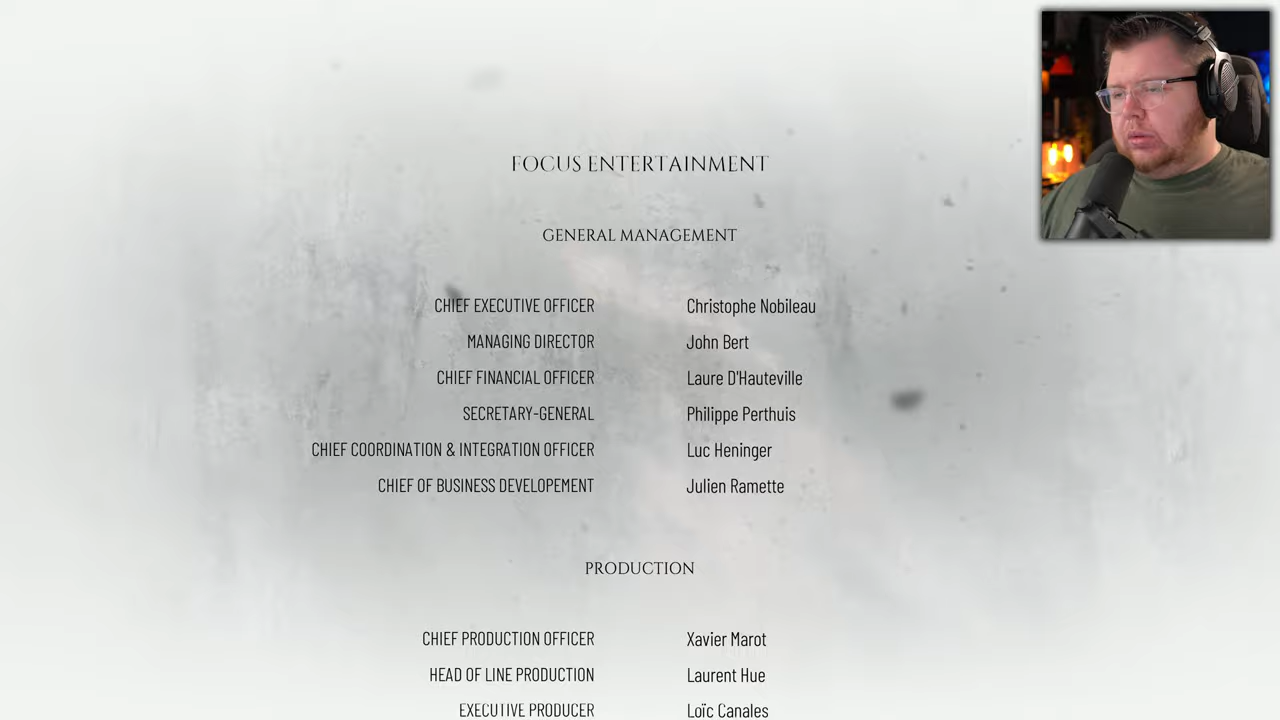 FOCUS ENTERTAINMENT
GENERAL MANAGEMENT
CHIEF EXECUTIVE OFFICER Christophe Nobileau
MANAGING DIRECTOR John Bert
CHIEF FINANCIAL OFFICER Laure D'Hauteville
SECRETARY-GENERAL Philippe Perthuis
CHIEF COORDINATION & INTEGRATION OFFICER Luc Heninger
CHIEF OF BUSINESS DEVELOPEMENT Julien Ramette
PRODUCTION
CHIEF PRODUCTION OFFICER Xavier Marot
HEAD OF LINE PRODUCTION Laurent Hue
EXECUTIVE PRODUCER Loïc Canales